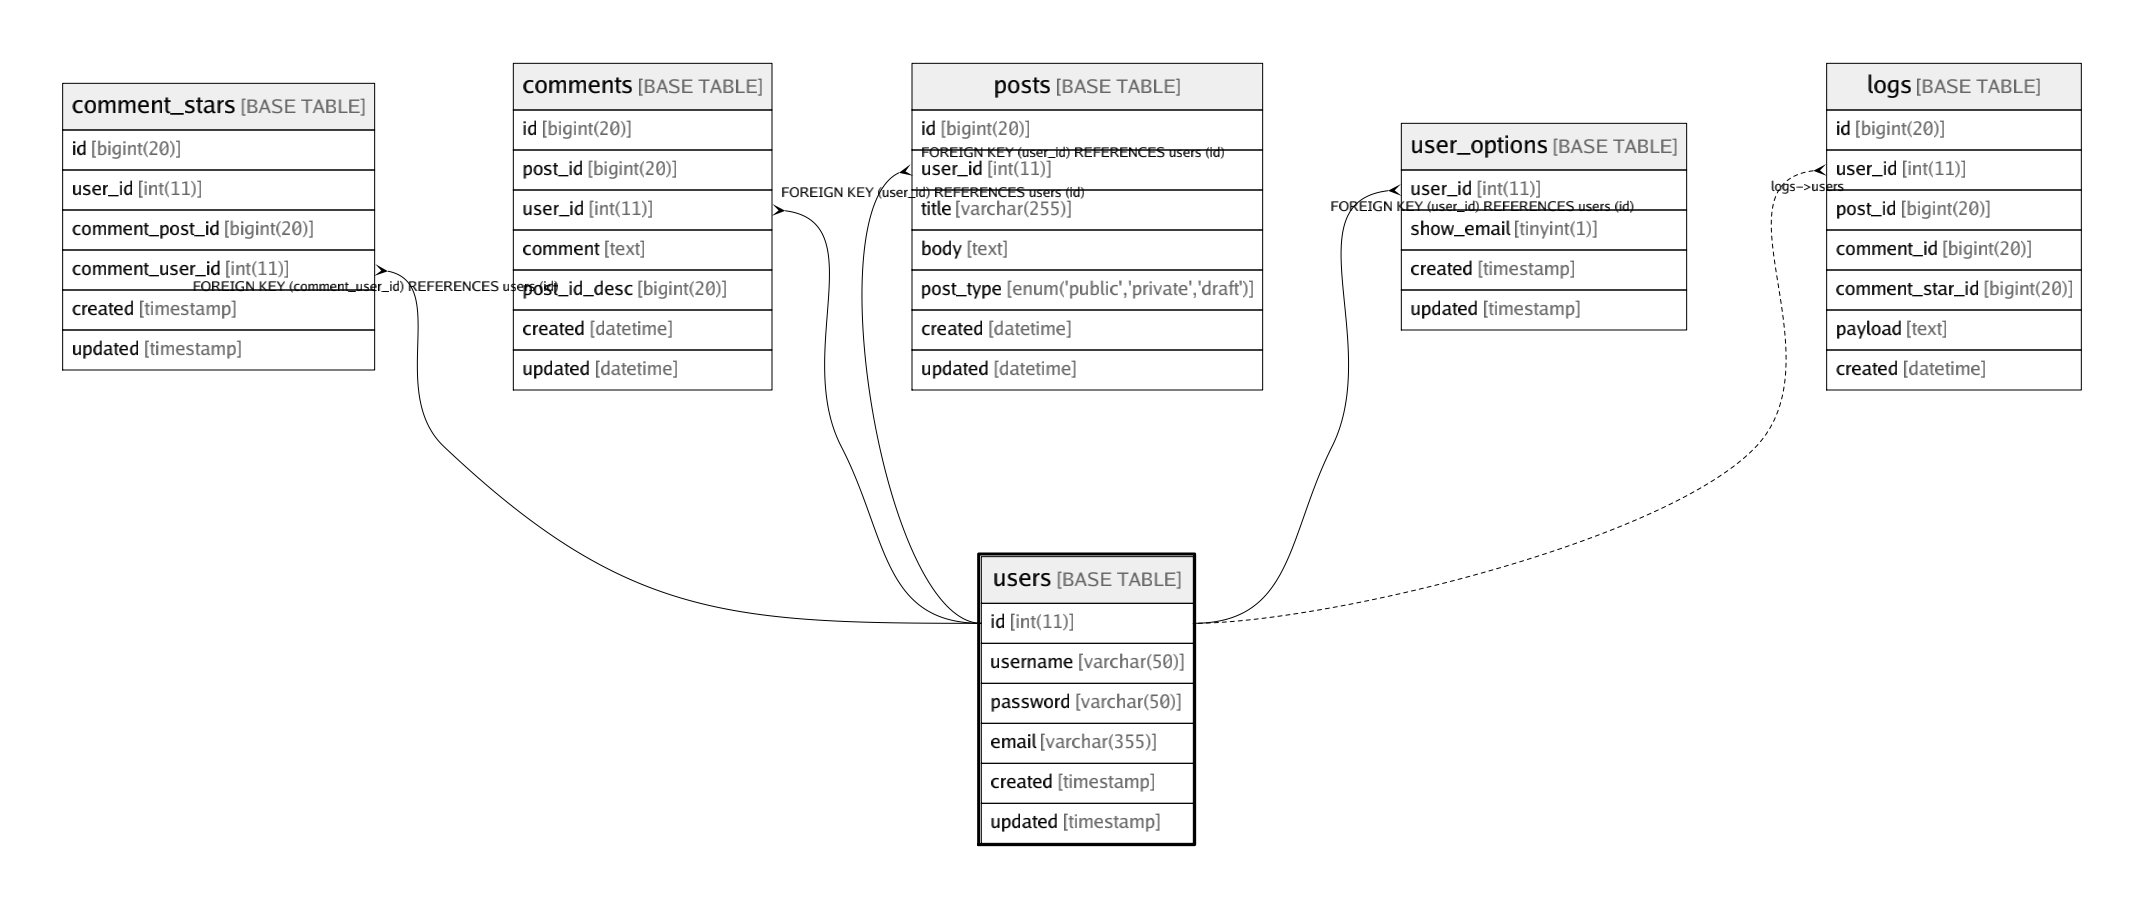 comment_stars [BASE TABLE]
id [bigint(20)]
user_id [int(11)]
comment_post_id [bigint(20)]
comment_user_id [int(11)]
created [timestamp]
updated [timestamp]
FOREIGN KEY (comment_user_id) REFERENCES users (id)
comments [BASE TABLE]
id [bigint(20)]
post_id [bigint(20)]
user_id [int(11)]
comment [text]
post_id_desc [bigint(20)]
created [datetime]
updated [datetime]
FOREIGN KEY (user_id) REFERENCES users (id)
posts [BASE TABLE]
id [bigint(20)]
FOREIGN KEY (user_id) REFERENCES users (id)
user_id [int(11)]
title [varchar(255)]
body [text]
post_type [enum('public','private','draft')]
created [datetime]
updated [datetime]
user_options [BASE TABLE]
user_id [int(11)]
FOREIGN KEY (user_id) REFERENCES users (id)
show_email [tinyint(1)]
created [timestamp]
updated [timestamp]
logs [BASE TABLE]
id [bigint(20)]
user_id [int(11)]
logs->users
post_id [bigint(20)]
comment_id [bigint(20)]
comment_star_id [bigint(20)]
payload [text]
created [datetime]
users [BASE TABLE]
id [int(11)]
username [varchar(50)]
password [varchar(50)]
email [varchar(355)]
created [timestamp]
updated [timestamp]